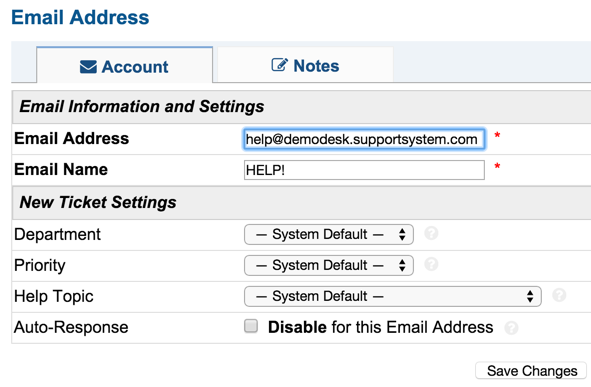 Email Address
Account
Notes
Email Information and Settings
Email Address help@demodesk.supportsystem.com *
Email Name HELP! *
New Ticket Settings
Department — System Default — ?
Priority — System Default — ?
Help Topic — System Default — ?
Auto-Response Disable for this Email Address ?
Save Changes